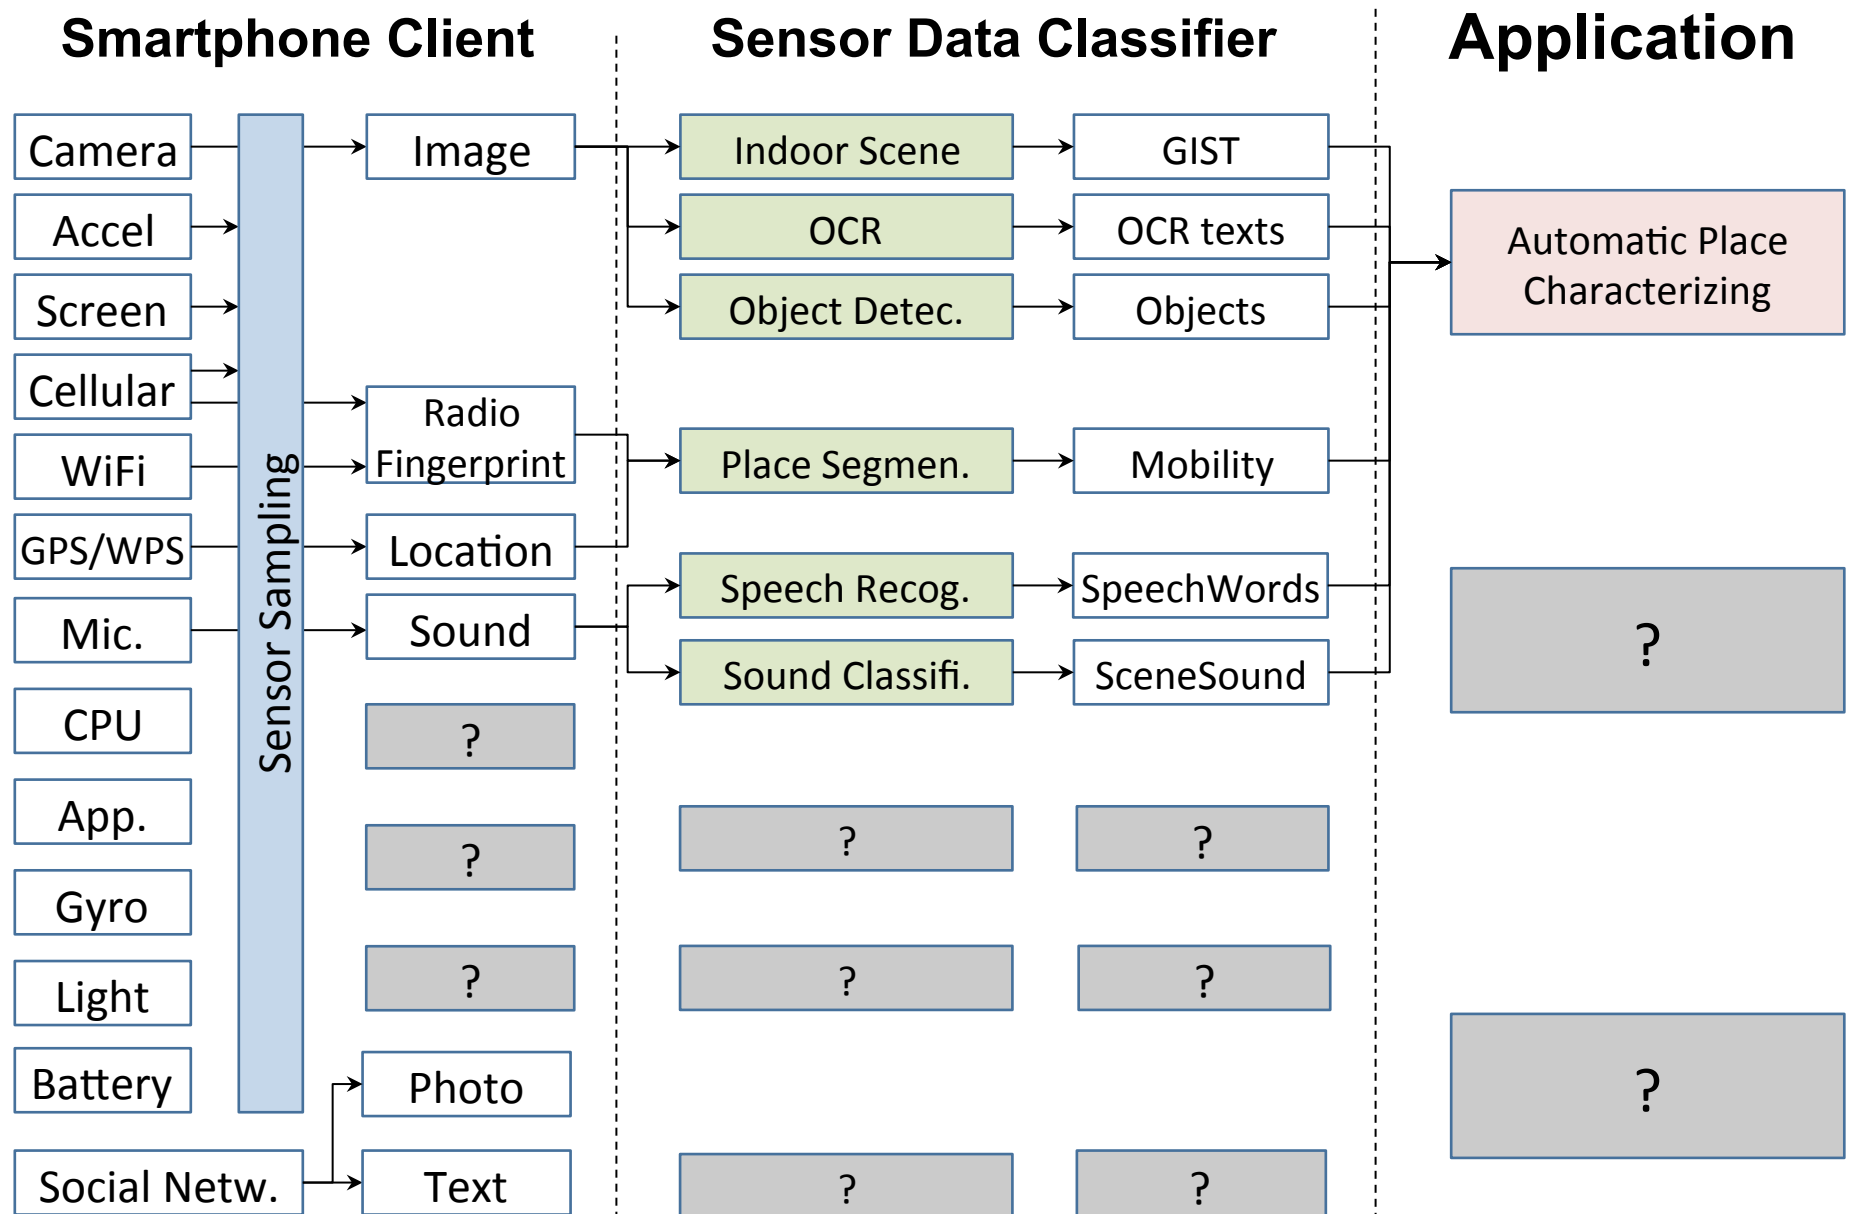 Smartphone Client
Sensor Data Classifier
Application
Camera
Accel
Screen
Cellular
WiFi
GPS/WPS
Mic.
CPU
App.
Gyro
Light
Battery
Social Netw.
Sensor Sampling
Image
Radio
Fingerprint
Location
Sound
?
?
?
Photo
Text
Indoor Scene
OCR
Object Detec.
Place Segmen.
Speech Recog.
Sound Classifi.
?
?
?
GIST
OCR texts
Objects
Mobility
SpeechWords
SceneSound
?
?
?
Automatic Place
Characterizing
?
?